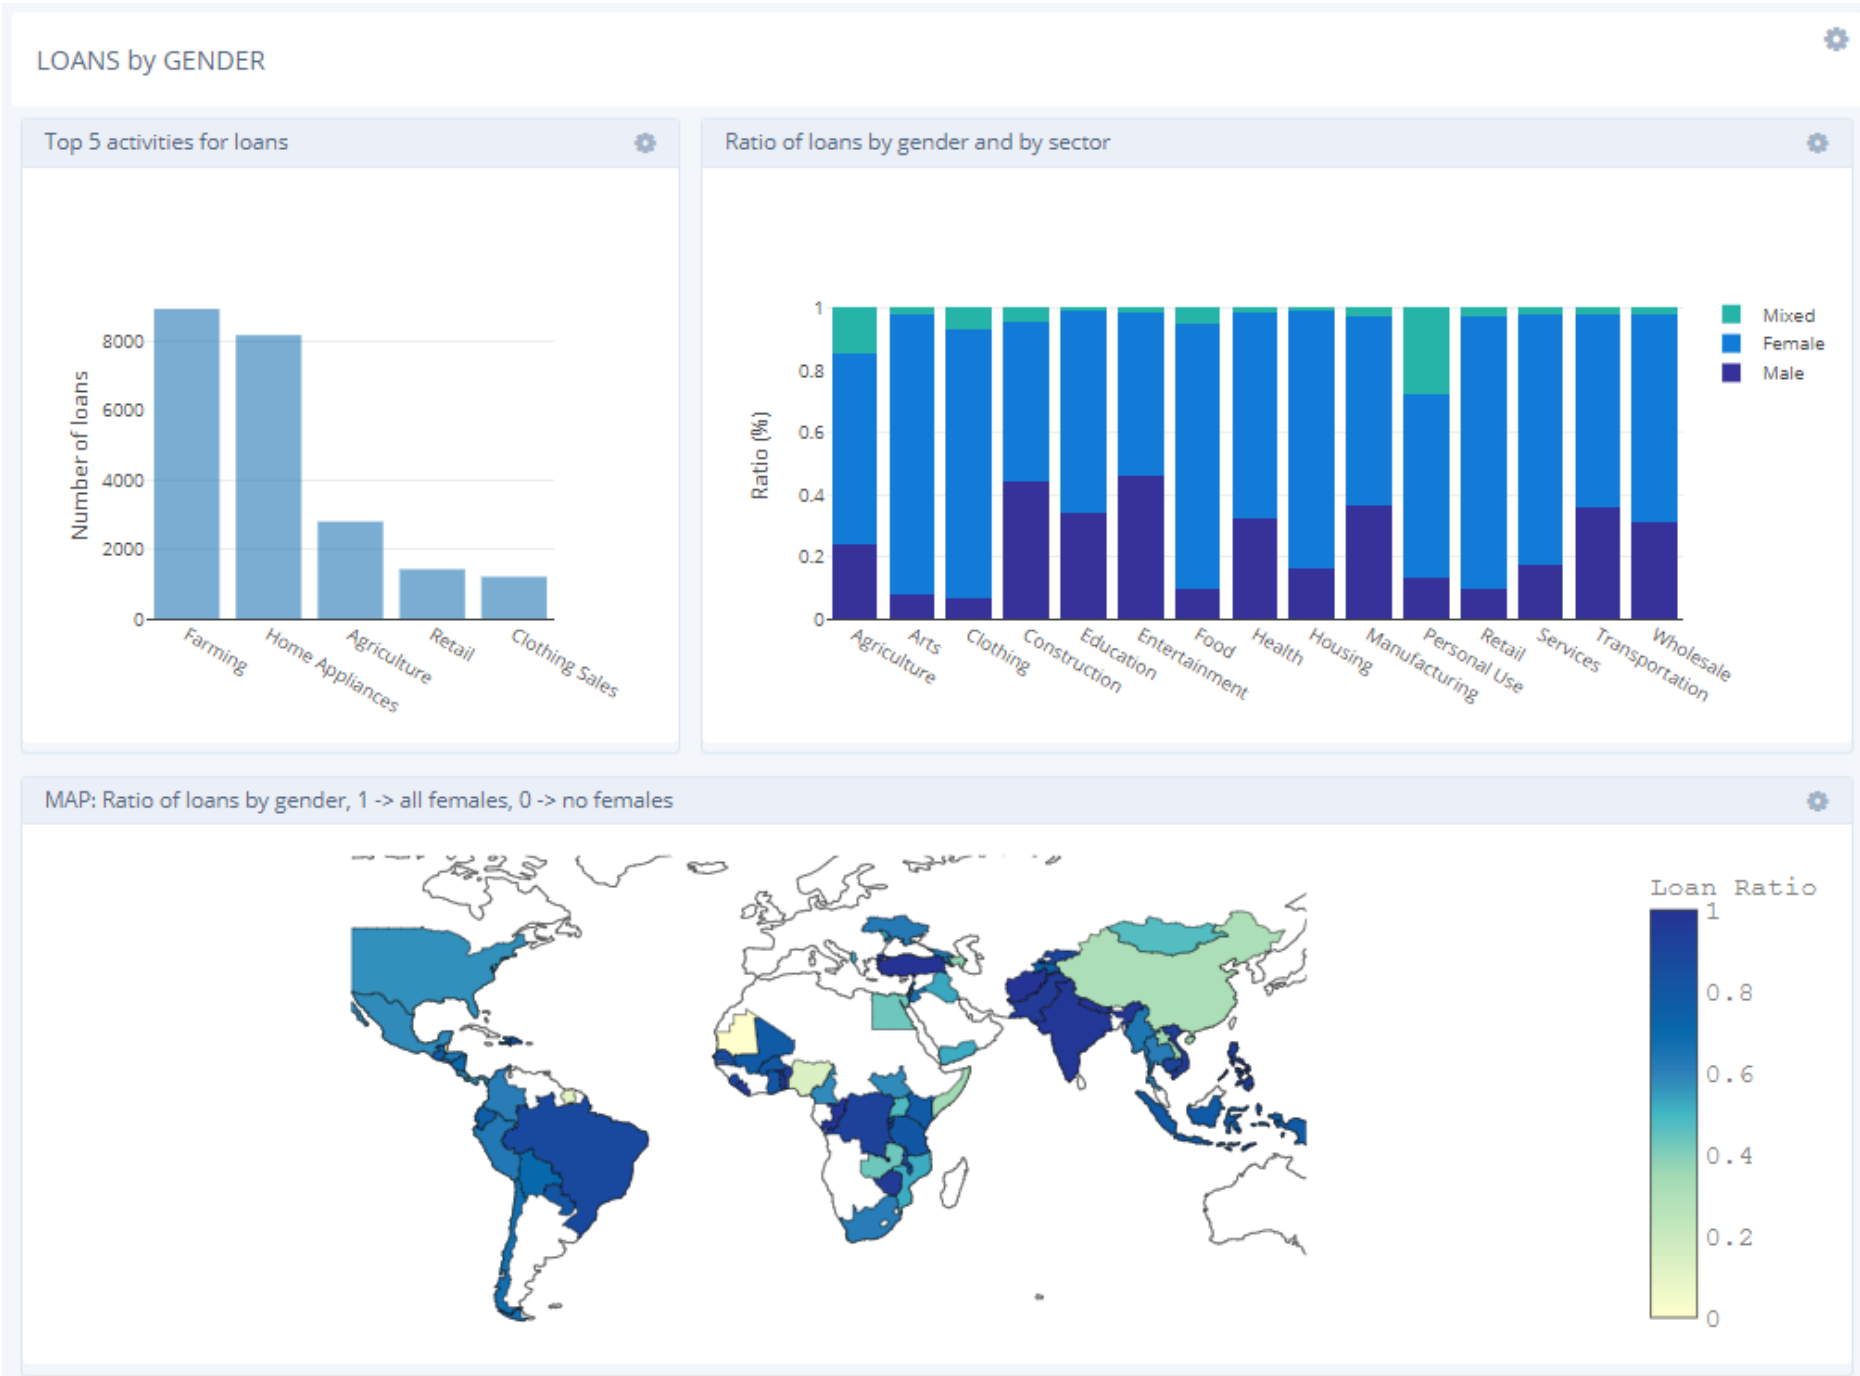 LOANS by GENDER
Top 5 activities for loans
Number of loans
8000
6000
4000
2000
0
Farming
Home Appliances
Agriculture
Retail
Clothing Sales
Ratio of loans by gender and by sector
Ratio (%)
1
0.8
0.6
0.4
0.2
0
Agriculture
Arts
Clothing
Construction
Education
Entertainment
Food
Health
Housing
Manufacturing
Personal Use
Retail
Services
Transportation
Wholesale
Mixed
Female
Male
MAP: Ratio of loans by gender, 1 -> all females, 0 -> no females
Loan Ratio
1
0.8
0.6
0.4
0.2
0